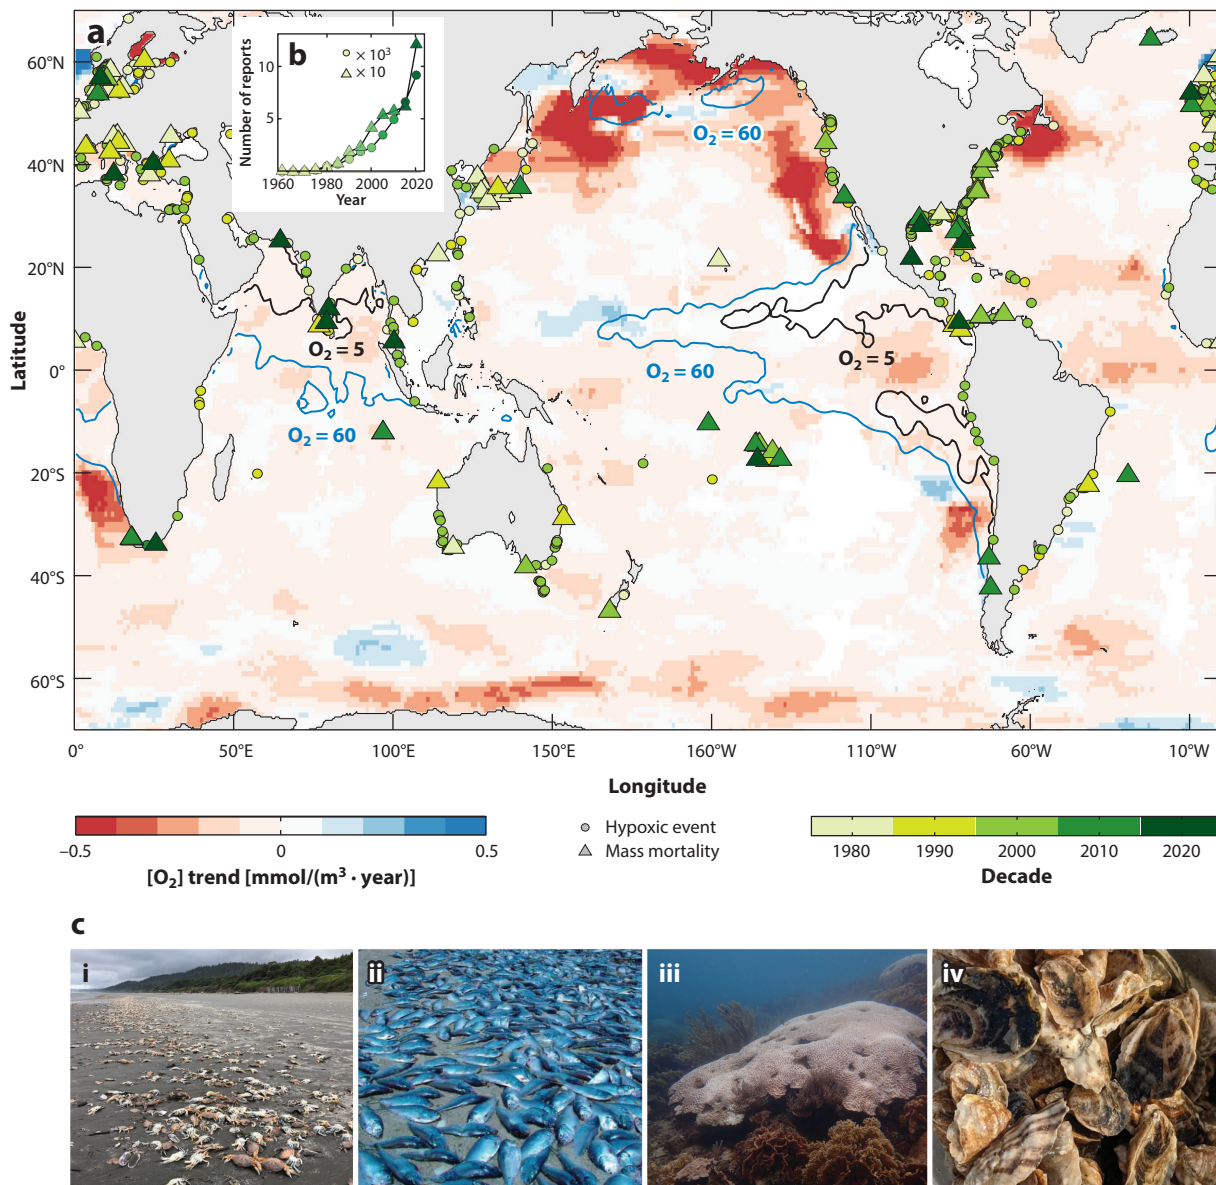 a
b
Number of reports
10
5
× 10³
× 10
1960
1980
2000
2020
Year
Latitude
60°N
40°N
20°N
0°
20°S
40°S
60°S
O₂ = 60
O₂ = 5
O₂ = 60
O₂ = 60
O₂ = 5
0°
50°E
100°E
150°E
160°W
110°W
60°W
10°W
Longitude
–0.5
0
0.5
[O₂] trend [mmol/(m³ · year)]
Hypoxic event
Mass mortality
1980
1990
2000
2010
2020
Decade
c
i
ii
iii
iv